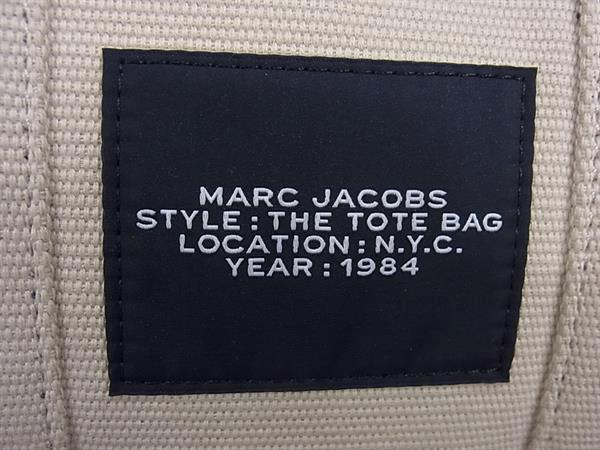 MARC JACOBS
STYLE : THE TOTE BAG
LOCATION : N.Y.C.
YEAR : 1984